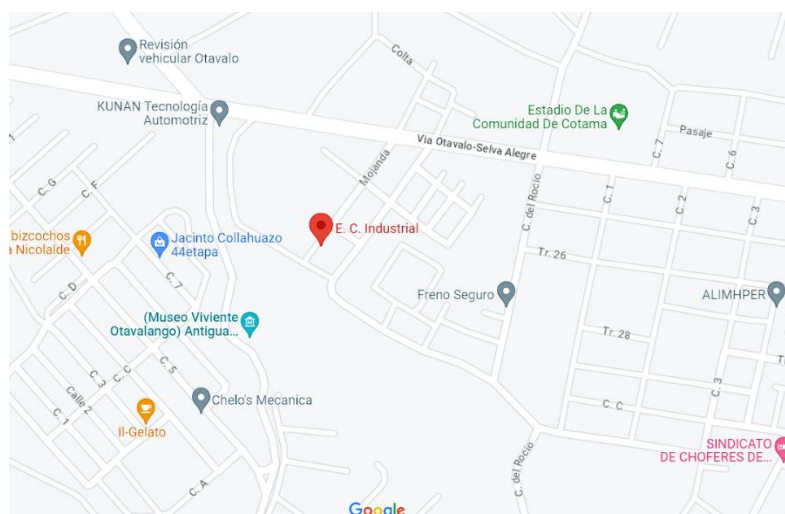 Revisión
vehicular Otavalo
Colta
KUNAN Tecnología
Automotriz
Estadio De La
Comunidad De Cotama
Via Otavalo-Selva Alegre
Pasaje
C. 7
C. 6
Mojanda
C. G
C. F
C. 1
C. 2
C. 3
C. del Rocio
E. C. Industrial
bizcochos
a Nicolalde
Jacinto Collahuazo
44etapa
Tr. 26
C. D
C. 7
Freno Seguro
ALIMHPER
(Museo Viviente
Otavalango) Antigua...
Tr. 28
C. 3
C. C
C. 5
Calle 2
C. 1
Chelo's Mecanica
C. 3
C. C
Il-Gelato
C. del Rocio
SINDICATO
DE CHOFERES DE...
C. A
Google